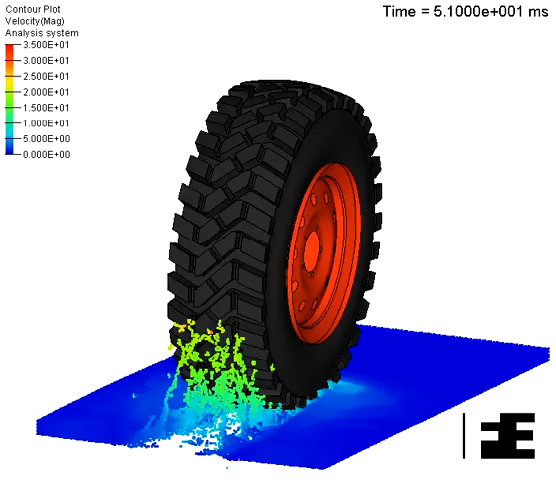 Contour Plot
Velocity(Mag)
Analysis system
3.500E+01
3.000E+01
2.500E+01
2.000E+01
1.500E+01
1.000E+01
5.000E+00
0.000E+00
Time = 5.1000e+001 ms